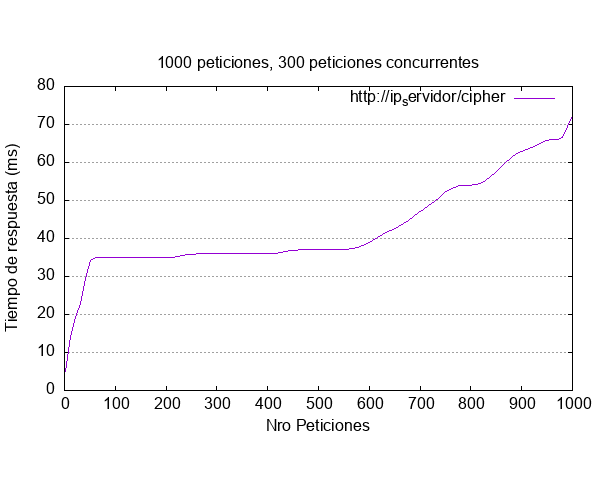 1000 peticiones, 300 peticiones concurrentes
http://ip_servidor/cipher
Tiempo de respuesta (ms)
80
70
60
50
40
30
20
10
0
0 100 200 300 400 500 600 700 800 900 1000
Nro Peticiones